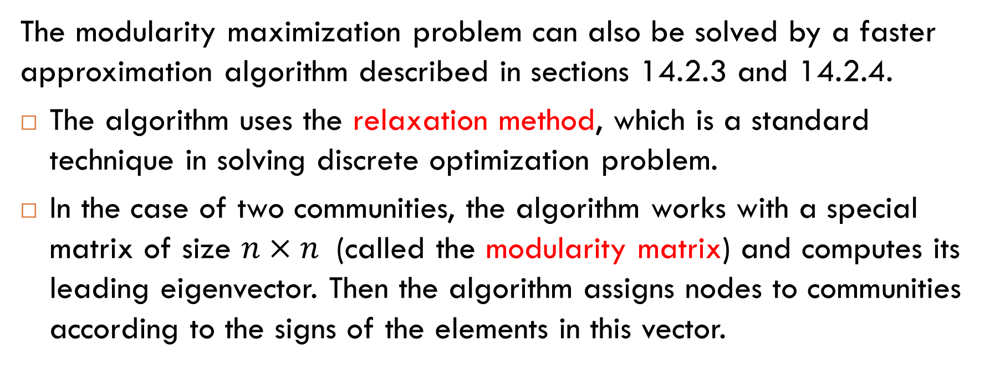 The modularity maximization problem can also be solved by a faster
approximation algorithm described in sections 14.2.3 and 14.2.4.
□ The algorithm uses the relaxation method, which is a standard
technique in solving discrete optimization problem.
□ In the case of two communities, the algorithm works with a special
matrix of size 𝑛 × 𝑛 (called the modularity matrix) and computes its
leading eigenvector. Then the algorithm assigns nodes to communities
according to the signs of the elements in this vector.